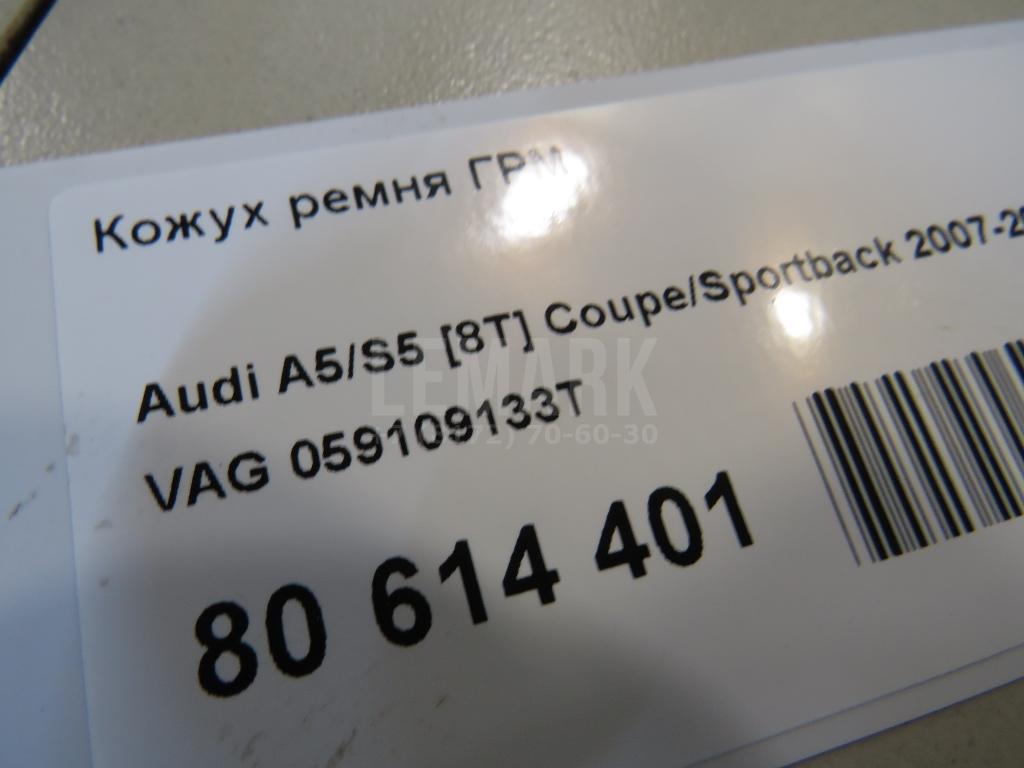 Кожух ремня ГРМ
Audi A5/S5 [8T] Coupe/Sportback 2007-2
VAG 059109133T
80 614 401
LEMARK
70-60-30